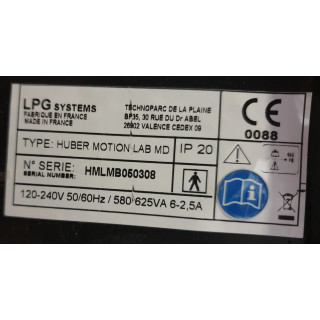 LPG SYSTEMS
FABRIQUE EN FRANCE
MADE IN FRANCE
TECHNOPARC DE LA PLAINE
BP35, 30 RUE DU Dr ABEL
26902 VALENCE CEDEX 09
CE
0088
TYPE: HUBER MOTION LAB MD
IP 20
N° SERIE:
SERIAL NUMBER:
HMLMB050308
120-240V 50/60Hz / 580 625VA 6-2,5A